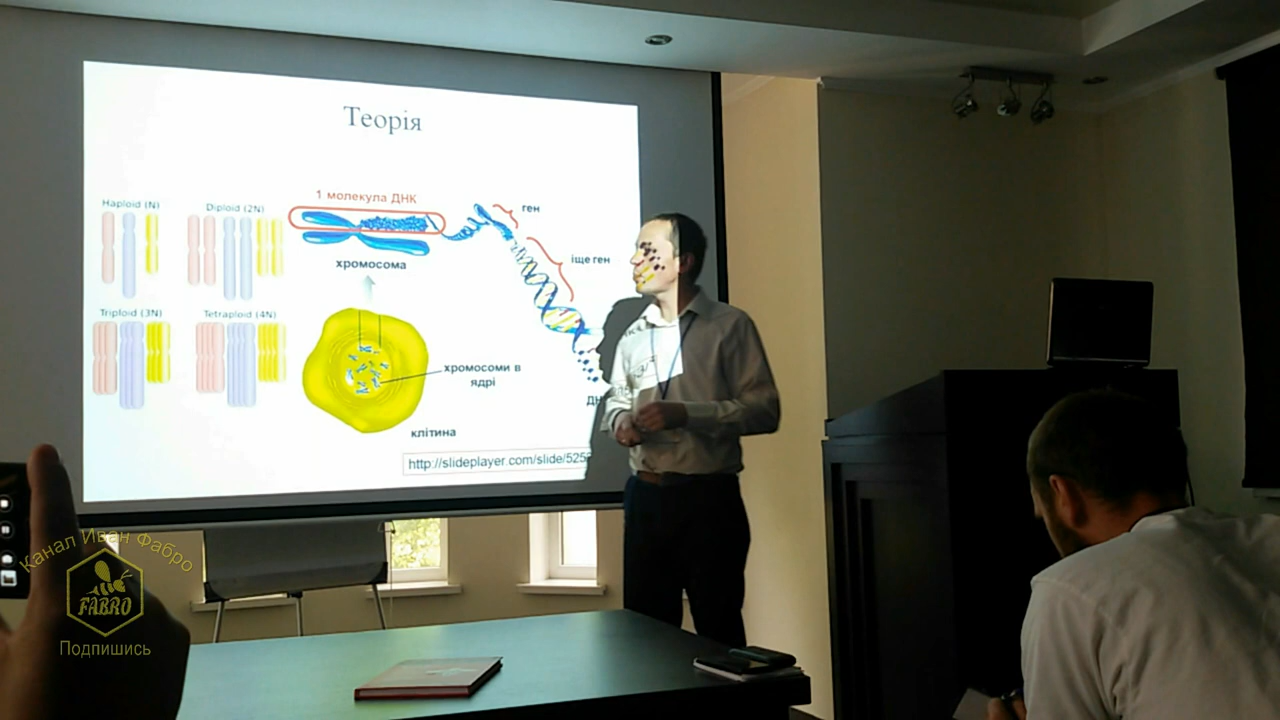 Теорія
Haploid (N)
Diploid (2N)
Triploid (3N)
Tetraploid (4N)
1 молекула ДНК
хромосома
ген
іще ген
хромосоми в
ядрі
клітина
http://slideplayer.com/slide/525
Канал Иван Фабро
FABRO
Подпишись